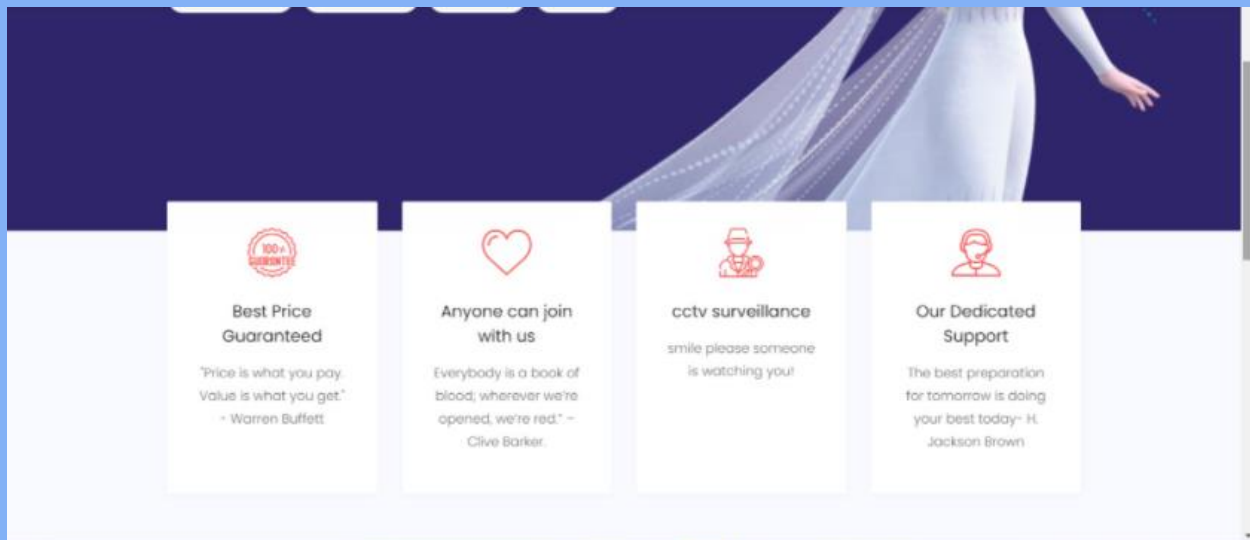 100%
GUARANTEE
Best Price
Guaranteed
"Price is what you pay.
Value is what you get."
- Warren Buffett
Anyone can join
with us
Everybody is a book of
blood; wherever we're
opened, we're red." –
Clive Barker.
cctv surveillance
smile please someone
is watching you!
Our Dedicated
Support
The best preparation
for tomorrow is doing
your best today- H.
Jackson Brown